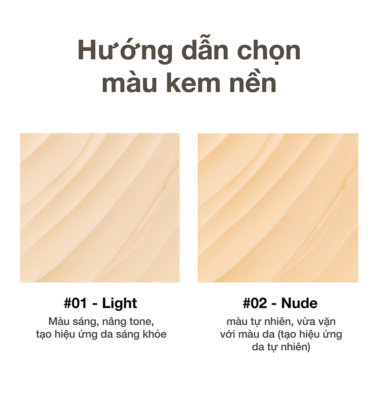 Hướng dẫn chọn
màu kem nền
#01 - Light
Màu sáng, nâng tone,
tạo hiệu ứng da sáng khỏe
#02 - Nude
màu tự nhiên, vừa vặn
với màu da (tạo hiệu ứng
da tự nhiên)